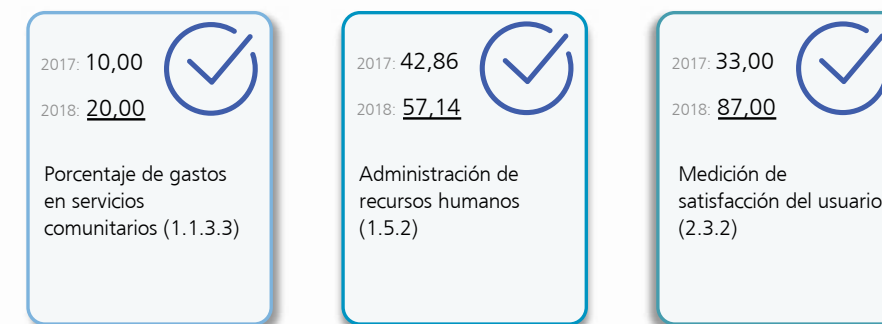 2017: 10,00
2018: 20,00
Porcentaje de gastos
en servicios
comunitarios (1.1.3.3)
2017: 42,86
2018: 57,14
Administración de
recursos humanos
(1.5.2)
2017: 33,00
2018: 87,00
Medición de
satisfacción del usuario
(2.3.2)